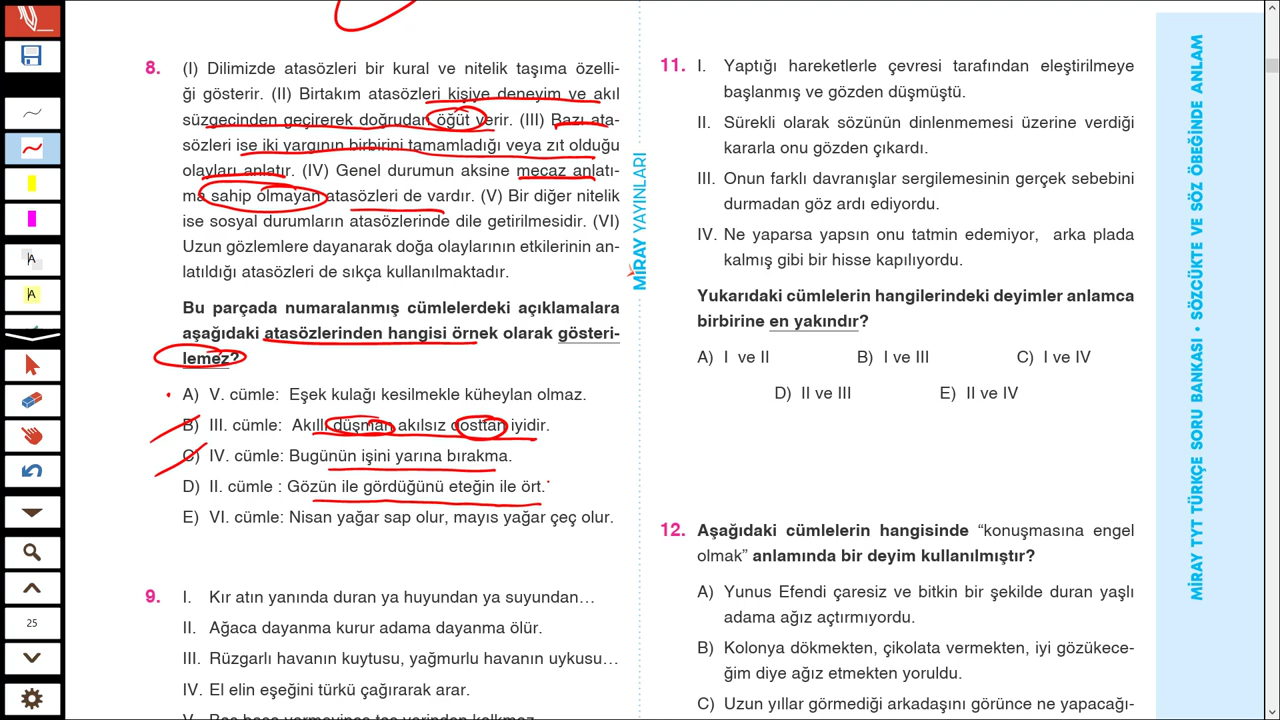 8. (I) Dilimizde atasözleri bir kural ve nitelik taşıma özelli-
ği gösterir. (II) Birtakım atasözleri kişiye deneyim ve akıl
süzgecinden geçirerek doğrudan öğüt verir. (III) Bazı ata-
sözleri ise iki yargının birbirini tamamladığı veya zıt olduğu
olayları anlatır. (IV) Genel durumun aksine mecaz anlatı-
ma sahip olmayan atasözleri de vardır. (V) Bir diğer nitelik
ise sosyal durumların atasözlerinde dile getirilmesidir. (VI)
Uzun gözlemlere dayanarak doğa olaylarının etkilerinin an-
latıldığı atasözleri de sıkça kullanılmaktadır.
Bu parçada numaralanmış cümlelerdeki açıklamalara
aşağıdaki atasözlerinden hangisi örnek olarak gösteri-
lemez?
A) V. cümle: Eşek kulağı kesilmekle küheylan olmaz.
B) III. cümle: Akıllı düşman akılsız dosttan iyidir.
C) IV. cümle: Bugünün işini yarına bırakma.
D) II. cümle : Gözün ile gördüğünü eteğin ile ört.
E) VI. cümle: Nisan yağar sap olur, mayıs yağar çeç olur.
9. I. Kır atın yanında duran ya huyundan ya suyundan...
II. Ağaca dayanma kurur adama dayanma ölür.
III. Rüzgarlı havanın kuytusu, yağmurlu havanın uykusu...
IV. El elin eşeğini türkü çağırarak arar.
V. Baş başa vermeyince taş yerinden kalkmaz.
MİRAY YAYINLARI
11. I. Yaptığı hareketlerle çevresi tarafından eleştirilmeye
başlanmış ve gözden düşmüştü.
II. Sürekli olarak sözünün dinlenmemesi üzerine verdiği
kararla onu gözden çıkardı.
III. Onun farklı davranışlar sergilemesinin gerçek sebebini
durmadan göz ardı ediyordu.
IV. Ne yaparsa yapsın onu tatmin edemiyor, arka plada
kalmış gibi bir hisse kapılıyordu.
Yukarıdaki cümlelerin hangilerindeki deyimler anlamca
birbirine en yakındır?
A) I ve II B) I ve III C) I ve IV
D) II ve III E) II ve IV
12. Aşağıdaki cümlelerin hangisinde “konuşmasına engel
olmak” anlamında bir deyim kullanılmıştır?
A) Yunus Efendi çaresiz ve bitkin bir şekilde duran yaşlı
adama ağız açtırmıyordu.
B) Kolonya dökmekten, çikolata vermekten, iyi gözükece-
ğim diye ağız etmekten yoruldu.
C) Uzun yıllar görmediği arkadaşını görünce ne yapacağı-
MİRAY TYT TÜRKÇE SORU BANKASI • SÖZCÜKTE VE SÖZ ÖBEĞİNDE ANLAM
A
A
25